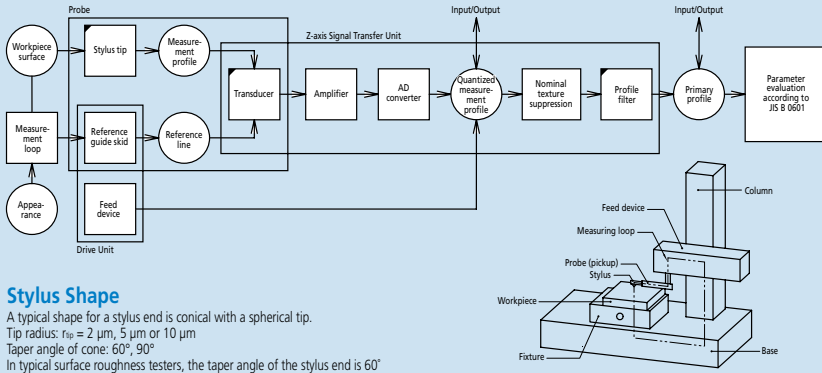 Probe
Input/Output
Input/Output
Z-axis Signal Transfer Unit
Workpiece
surface
Stylus tip
Measure-
ment
profile
Transducer
Amplifier
AD
converter
Quantized
measure-
ment
profile
Nominal
texture
suppression
Profile
filter
Primary
profile
Parameter
evaluation
according to
JIS B 0601
Measure-
ment
loop
Reference
guide skid
Reference
line
Appea-
rance
Feed
device
Drive Unit
Column
Feed device
Measuring loop
Probe (pickup)
Stylus
Workpiece
Fixture
Base
Stylus Shape
A typical shape for a stylus end is conical with a spherical tip.
Tip radius: rtip = 2 µm, 5 µm or 10 µm
Taper angle of cone: 60°, 90°
In typical surface roughness testers, the taper angle of the stylus end is 60°